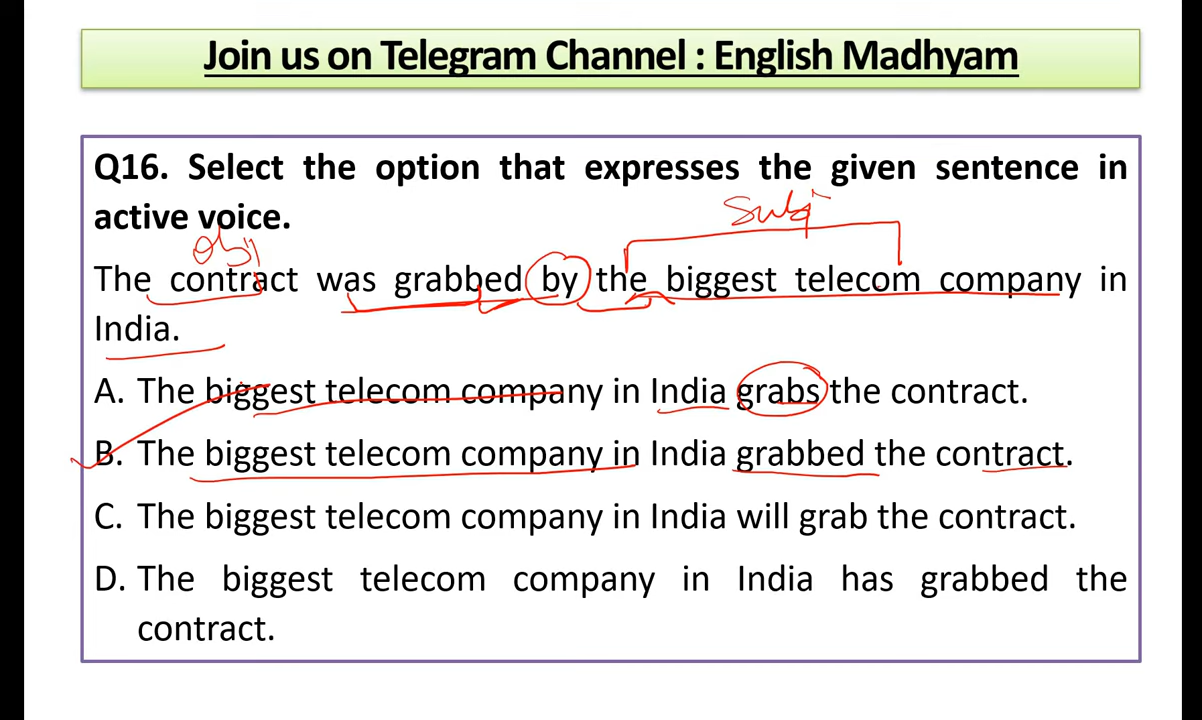 Join us on Telegram Channel : English Madhyam
Q16. Select the option that expresses the given sentence in
active voice.
Subj
Obj
The contract was grabbed by the biggest telecom company in
India.
A. The biggest telecom company in India grabs the contract.
B. The biggest telecom company in India grabbed the contract.
C. The biggest telecom company in India will grab the contract.
D. The biggest telecom company in India has grabbed the
contract.